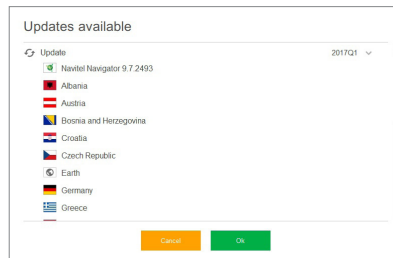 Updates available
Update 2017Q1
Navitel Navigator 9.7.2493
Albania
Austria
Bosnia and Herzegovina
Croatia
Czech Republic
Earth
Germany
Greece
Cancel Ok